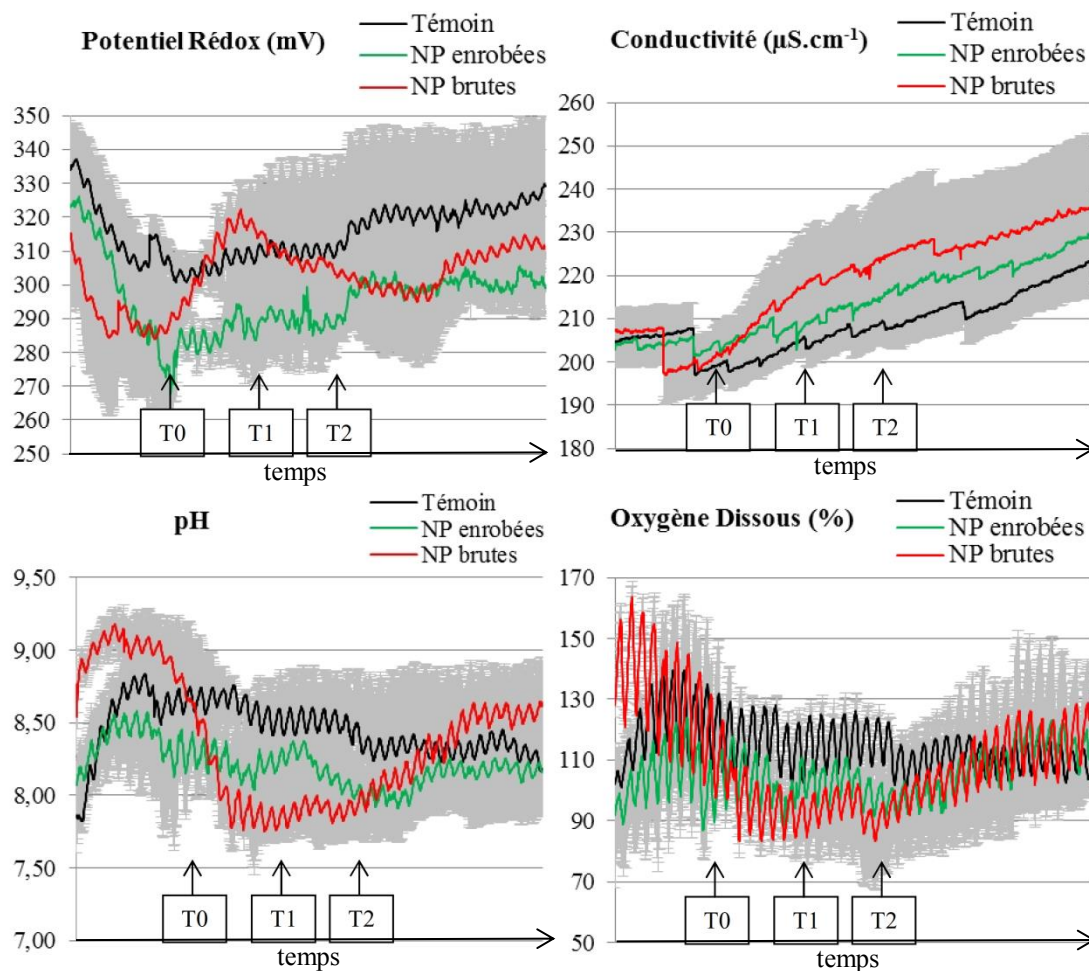 Potentiel Rédox (mV)
Témoin
NP enrobées
NP brutes
350
340
330
320
310
300
290
280
270
260
250
T0
T1
T2
temps
Conductivité (µS.cm⁻¹)
Témoin
NP enrobées
NP brutes
260
250
240
230
220
210
200
190
180
T0
T1
T2
temps
pH
Témoin
NP enrobées
NP brutes
9,50
9,00
8,50
8,00
7,50
7,00
T0
T1
T2
temps
Oxygène Dissous (%)
Témoin
NP enrobées
NP brutes
170
150
130
110
90
70
50
T0
T1
T2
temps